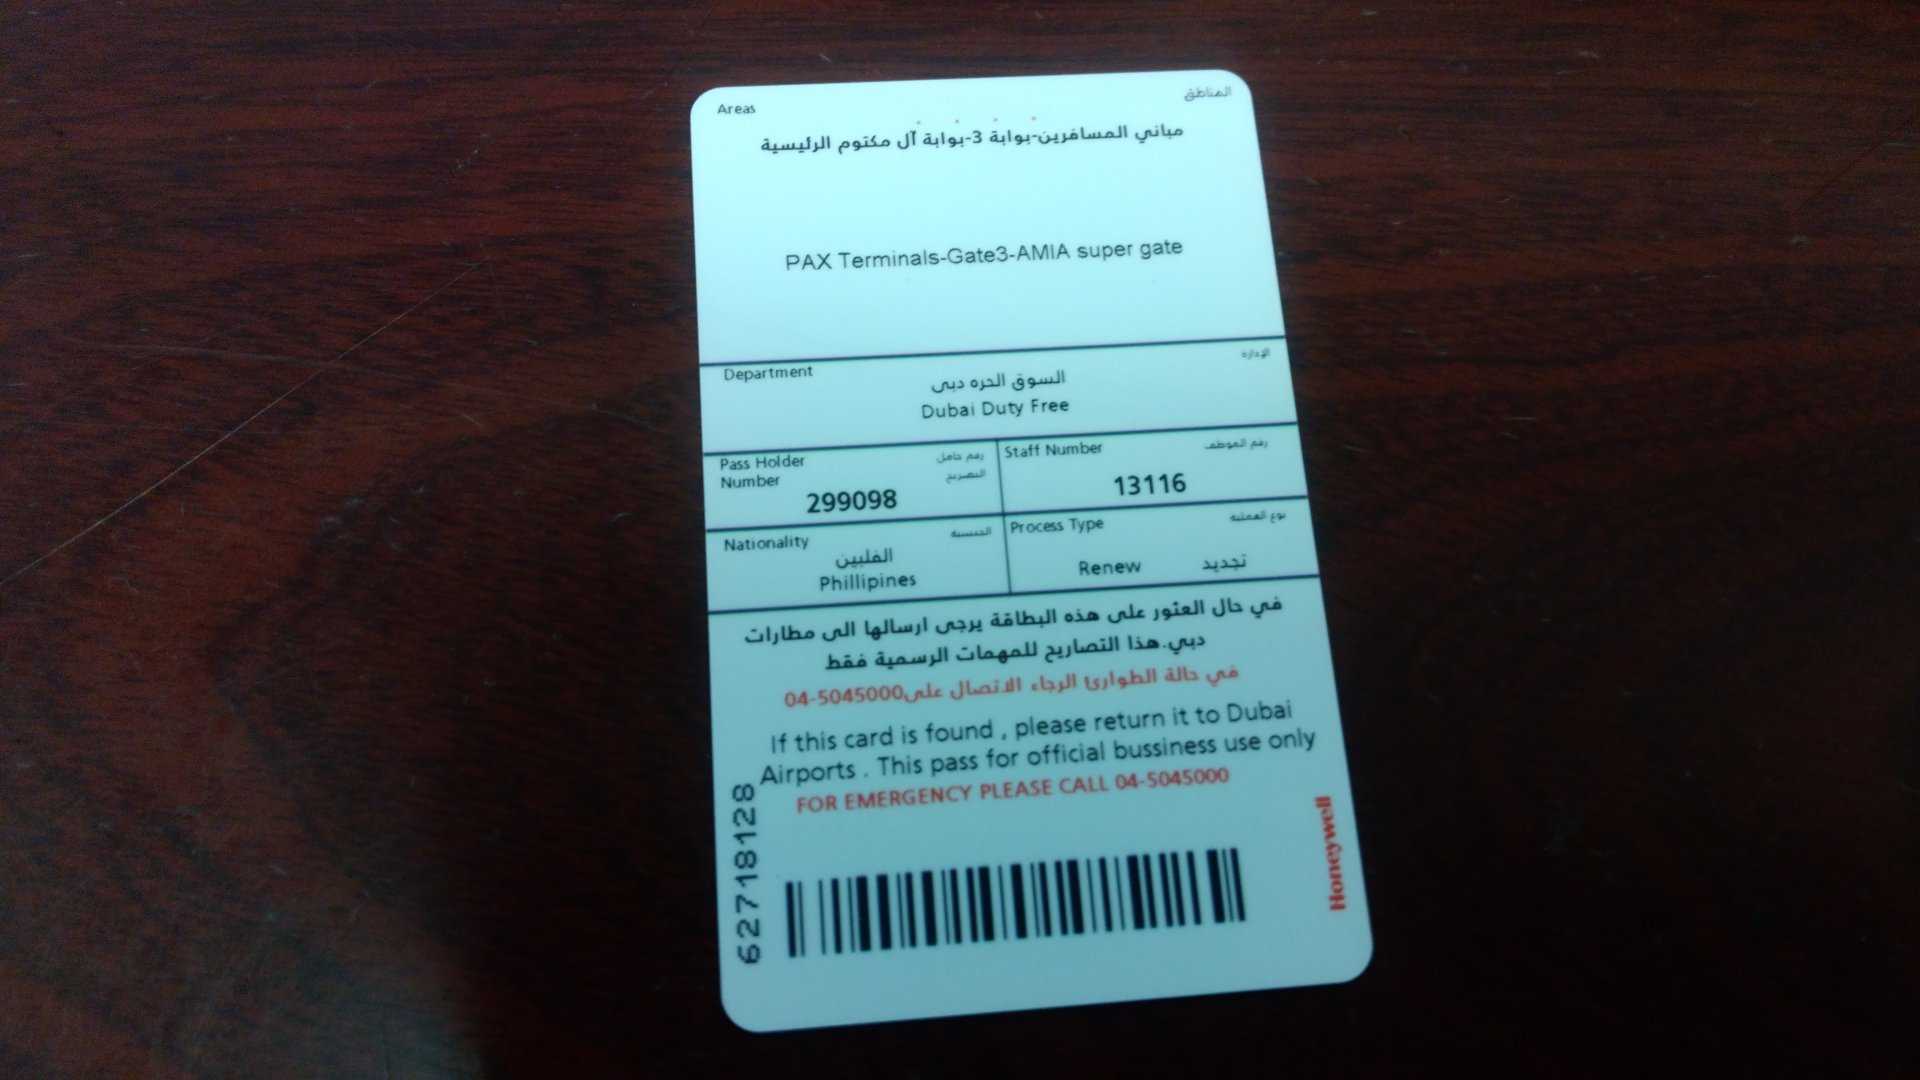 Areas المناطق
مباني المسافرين-بوابة 3-بوابة آل مكتوم الرئيسية
PAX Terminals-Gate3-AMIA super gate
Department الإدارة
السوق الحره دبى
Dubai Duty Free
Pass Holder رقم حامل
Number التصريح
299098
Staff Number رقم الموظف
13116
Nationality الجنسية
الفلبين
Phillipines
Process Type نوع العملية
Renew تجديد
في حال العثور على هذه البطاقة يرجى ارسالها الى مطارات
دبي.هذا التصاريح للمهمات الرسمية فقط
في حالة الطوارئ الرجاء الاتصال على04-5045000
If this card is found , please return it to Dubai
Airports . This pass for official bussiness use only
FOR EMERGENCY PLEASE CALL 04-5045000
62718128
Honeywell